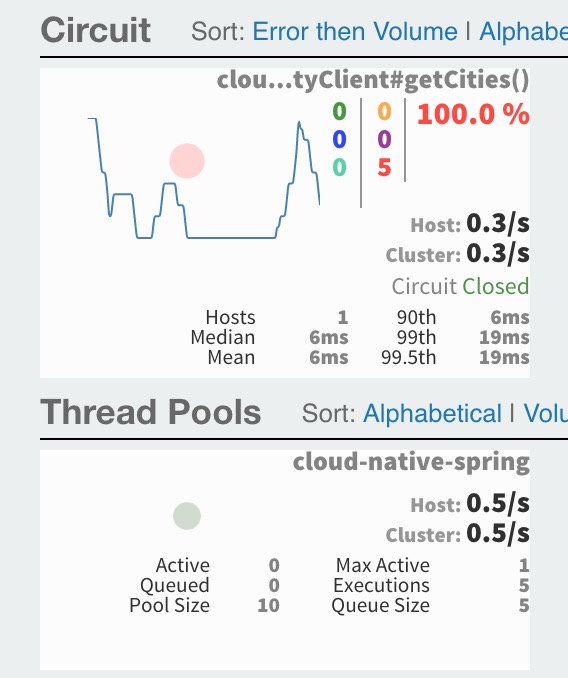 Circuit Sort: Error then Volume | Alphabe
clou...tyClient#getCities()
0 0 100.0 %
0 0
0 5
Host: 0.3/s
Cluster: 0.3/s
Circuit Closed
Hosts 1 90th 6ms
Median 6ms 99th 19ms
Mean 6ms 99.5th 19ms
Thread Pools Sort: Alphabetical | Volu
cloud-native-spring
Host: 0.5/s
Cluster: 0.5/s
Active 0 Max Active 1
Queued 0 Executions 5
Pool Size 10 Queue Size 5